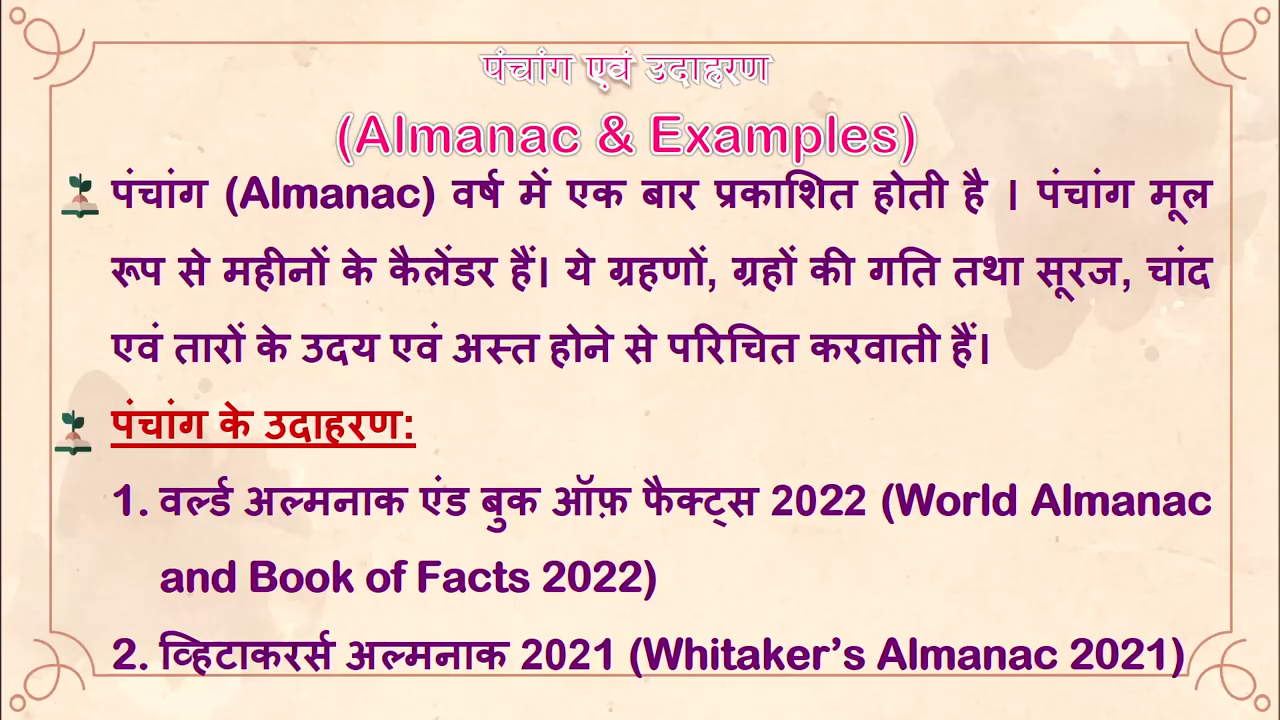 पंचांग एवं उदाहरण
(Almanac & Examples)
पंचांग (Almanac) वर्ष में एक बार प्रकाशित होती है । पंचांग मूल
रूप से महीनों के कैलेंडर हैं। ये ग्रहणों, ग्रहों की गति तथा सूरज, चांद
एवं तारों के उदय एवं अस्त होने से परिचित करवाती हैं।
पंचांग के उदाहरण:
1. वर्ल्ड अल्मनाक एंड बुक ऑफ़ फैक्ट्स 2022 (World Almanac
and Book of Facts 2022)
2. व्हिटाकरर्स अल्मनाक 2021 (Whitaker’s Almanac 2021)